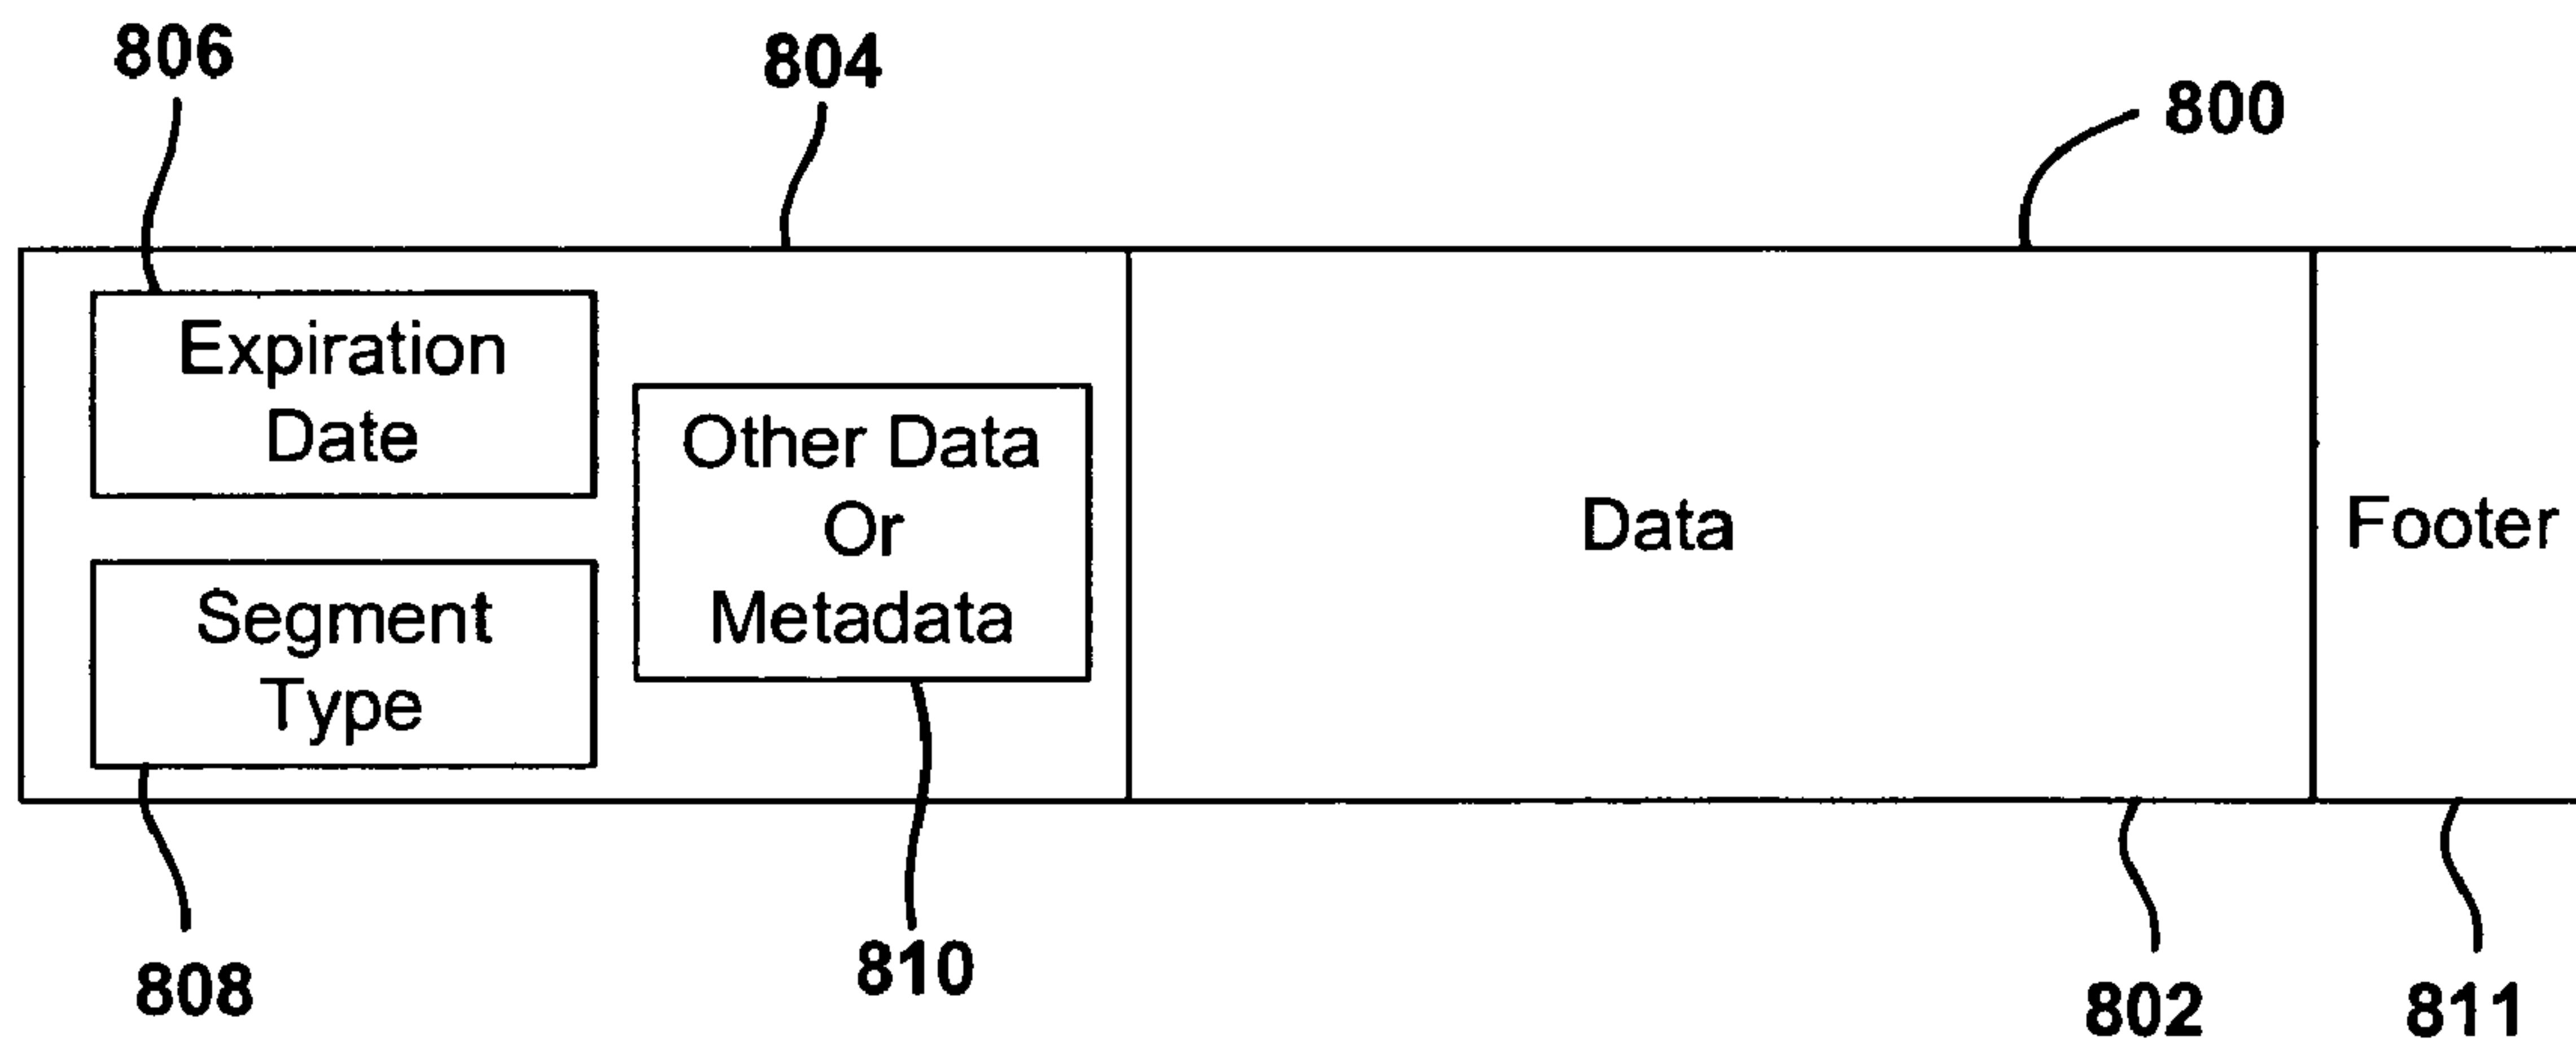 806
804
800
Expiration
Date
Other Data
Or
Metadata
Segment
Type
Data
Footer
808
810
802
811